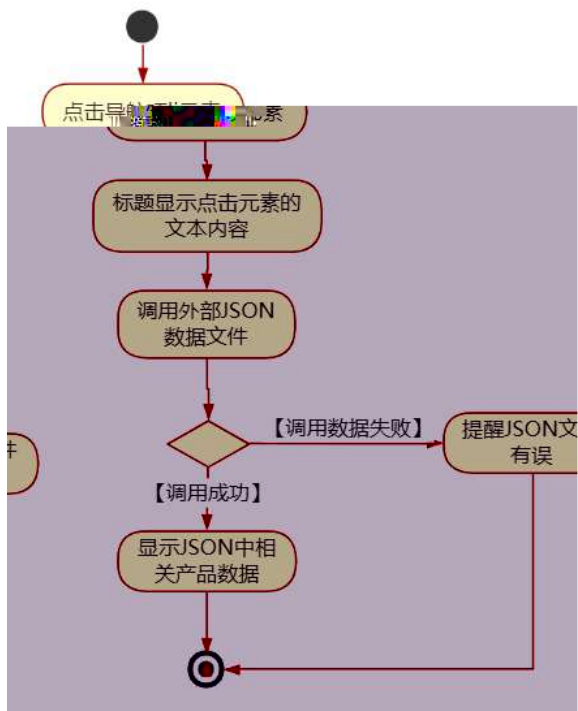 点击导航
素
标题显示点击元素的
文本内容
调用外部JSON
数据文件
【调用数据失败】
提醒JSON文
有误
件
【调用成功】
显示JSON中相
关产品数据